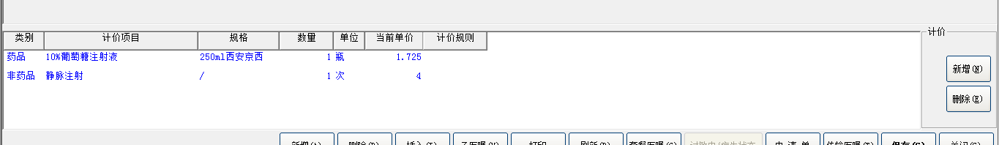 类别 计价项目 规格 数量 单位 当前单价 计价规则
药品 10%葡萄糖注射液 250ml西安京西 1 瓶 1.725
非药品 静脉注射 / 1 次 4
计价
新增(N)
删除(E)
新增(A) 删除(D) 插入(I) 子医嘱(U) 打印 刷新(R) 套餐医嘱(G) 申 请 单 传输医嘱(T) 保存(S) 关闭(C)